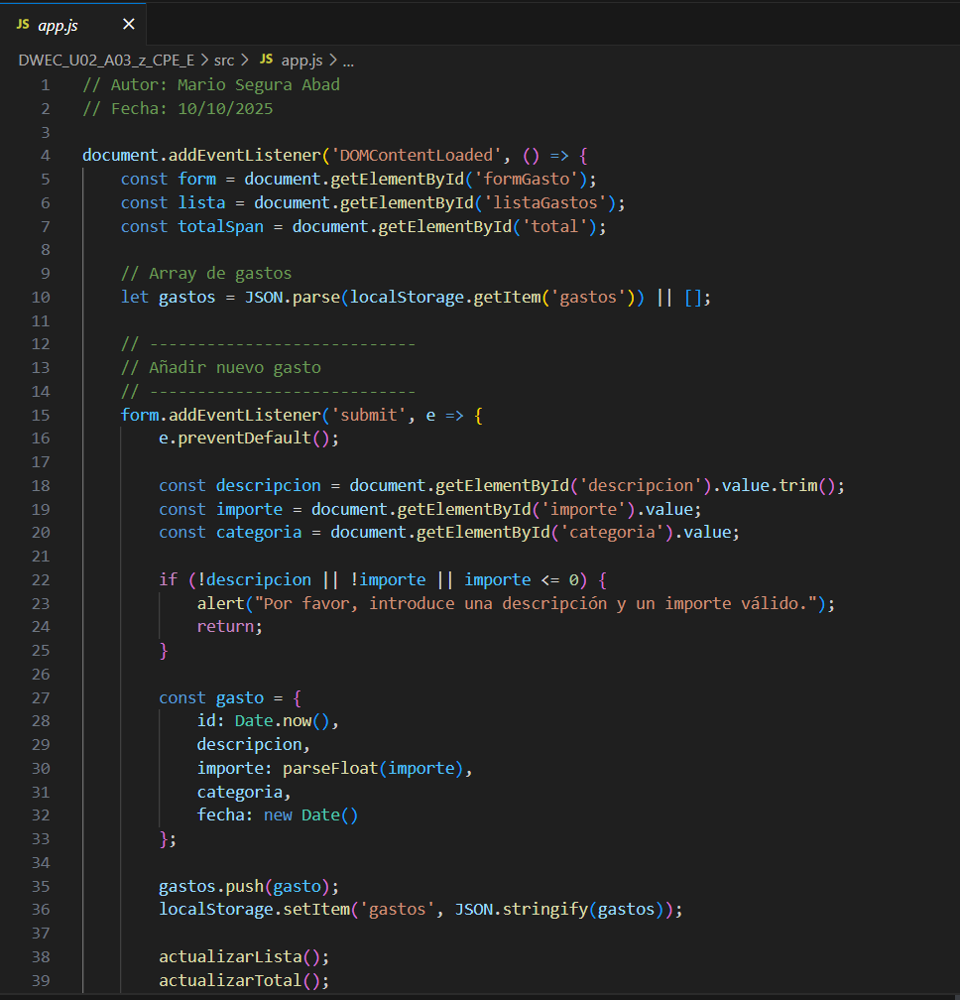 JS app.js ×
DWEC_U02_A03_z_CPE_E > src > JS app.js > ...
1 // Autor: Mario Segura Abad
2 // Fecha: 10/10/2025
3
4 document.addEventListener('DOMContentLoaded', () => {
5     const form = document.getElementById('formGasto');
6     const lista = document.getElementById('listaGastos');
7     const totalSpan = document.getElementById('total');
8
9     // Array de gastos
10     let gastos = JSON.parse(localStorage.getItem('gastos')) || [];
11
12     // ----------------------------
13     // Añadir nuevo gasto
14     // ----------------------------
15     form.addEventListener('submit', e => {
16         e.preventDefault();
17
18         const descripcion = document.getElementById('descripcion').value.trim();
19         const importe = document.getElementById('importe').value;
20         const categoria = document.getElementById('categoria').value;
21
22         if (!descripcion || !importe || importe <= 0) {
23             alert("Por favor, introduce una descripción y un importe válido.");
24             return;
25         }
26
27         const gasto = {
28             id: Date.now(),
29             descripcion,
30             importe: parseFloat(importe),
31             categoria,
32             fecha: new Date()
33         };
34
35         gastos.push(gasto);
36         localStorage.setItem('gastos', JSON.stringify(gastos));
37
38         actualizarLista();
39         actualizarTotal();